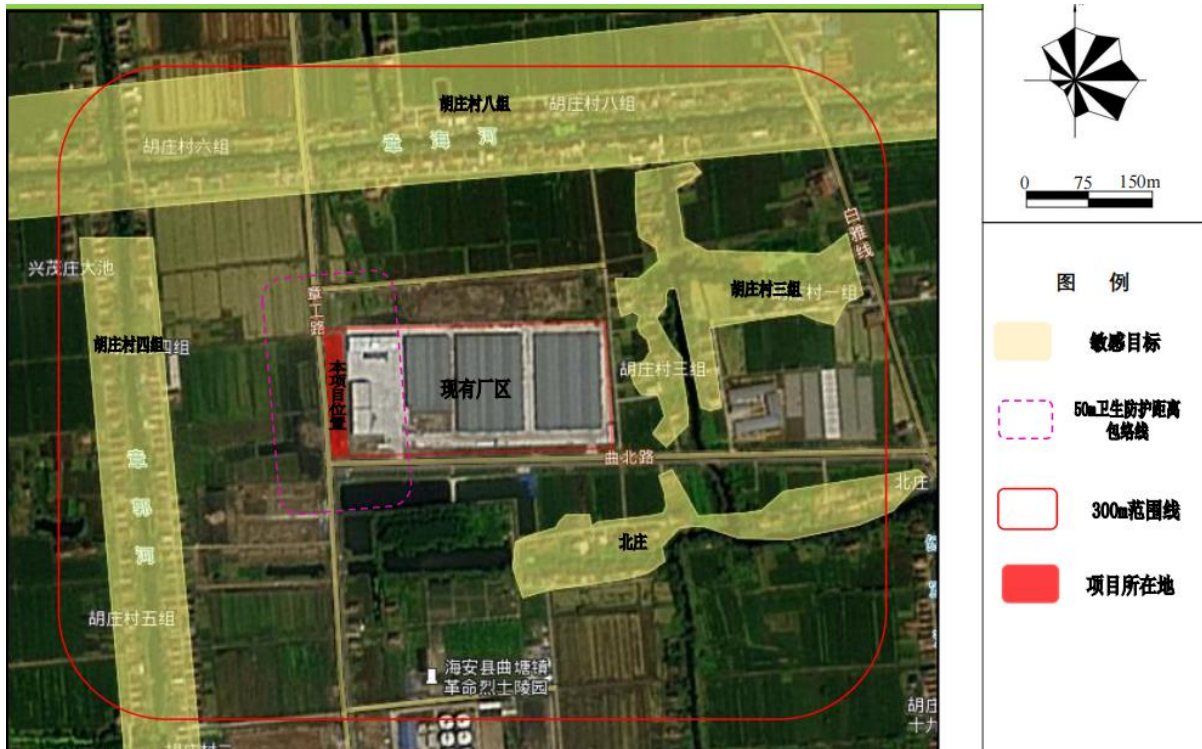 胡庄村八组
胡庄村八组
胡庄村六组
章海河
白雅线
兴茂庄大池
章工路
胡庄村三组
村一组
胡庄村四组
四组
本项目位置
现有厂区
胡庄村三组
曲北路
北庄
北庄
章郭河
胡庄村五组
海安县曲塘镇
革命烈士陵园
胡庄
十九
0 75 150m
图 例
敏感目标
50m卫生防护距离
包络线
300m范围线
项目所在地